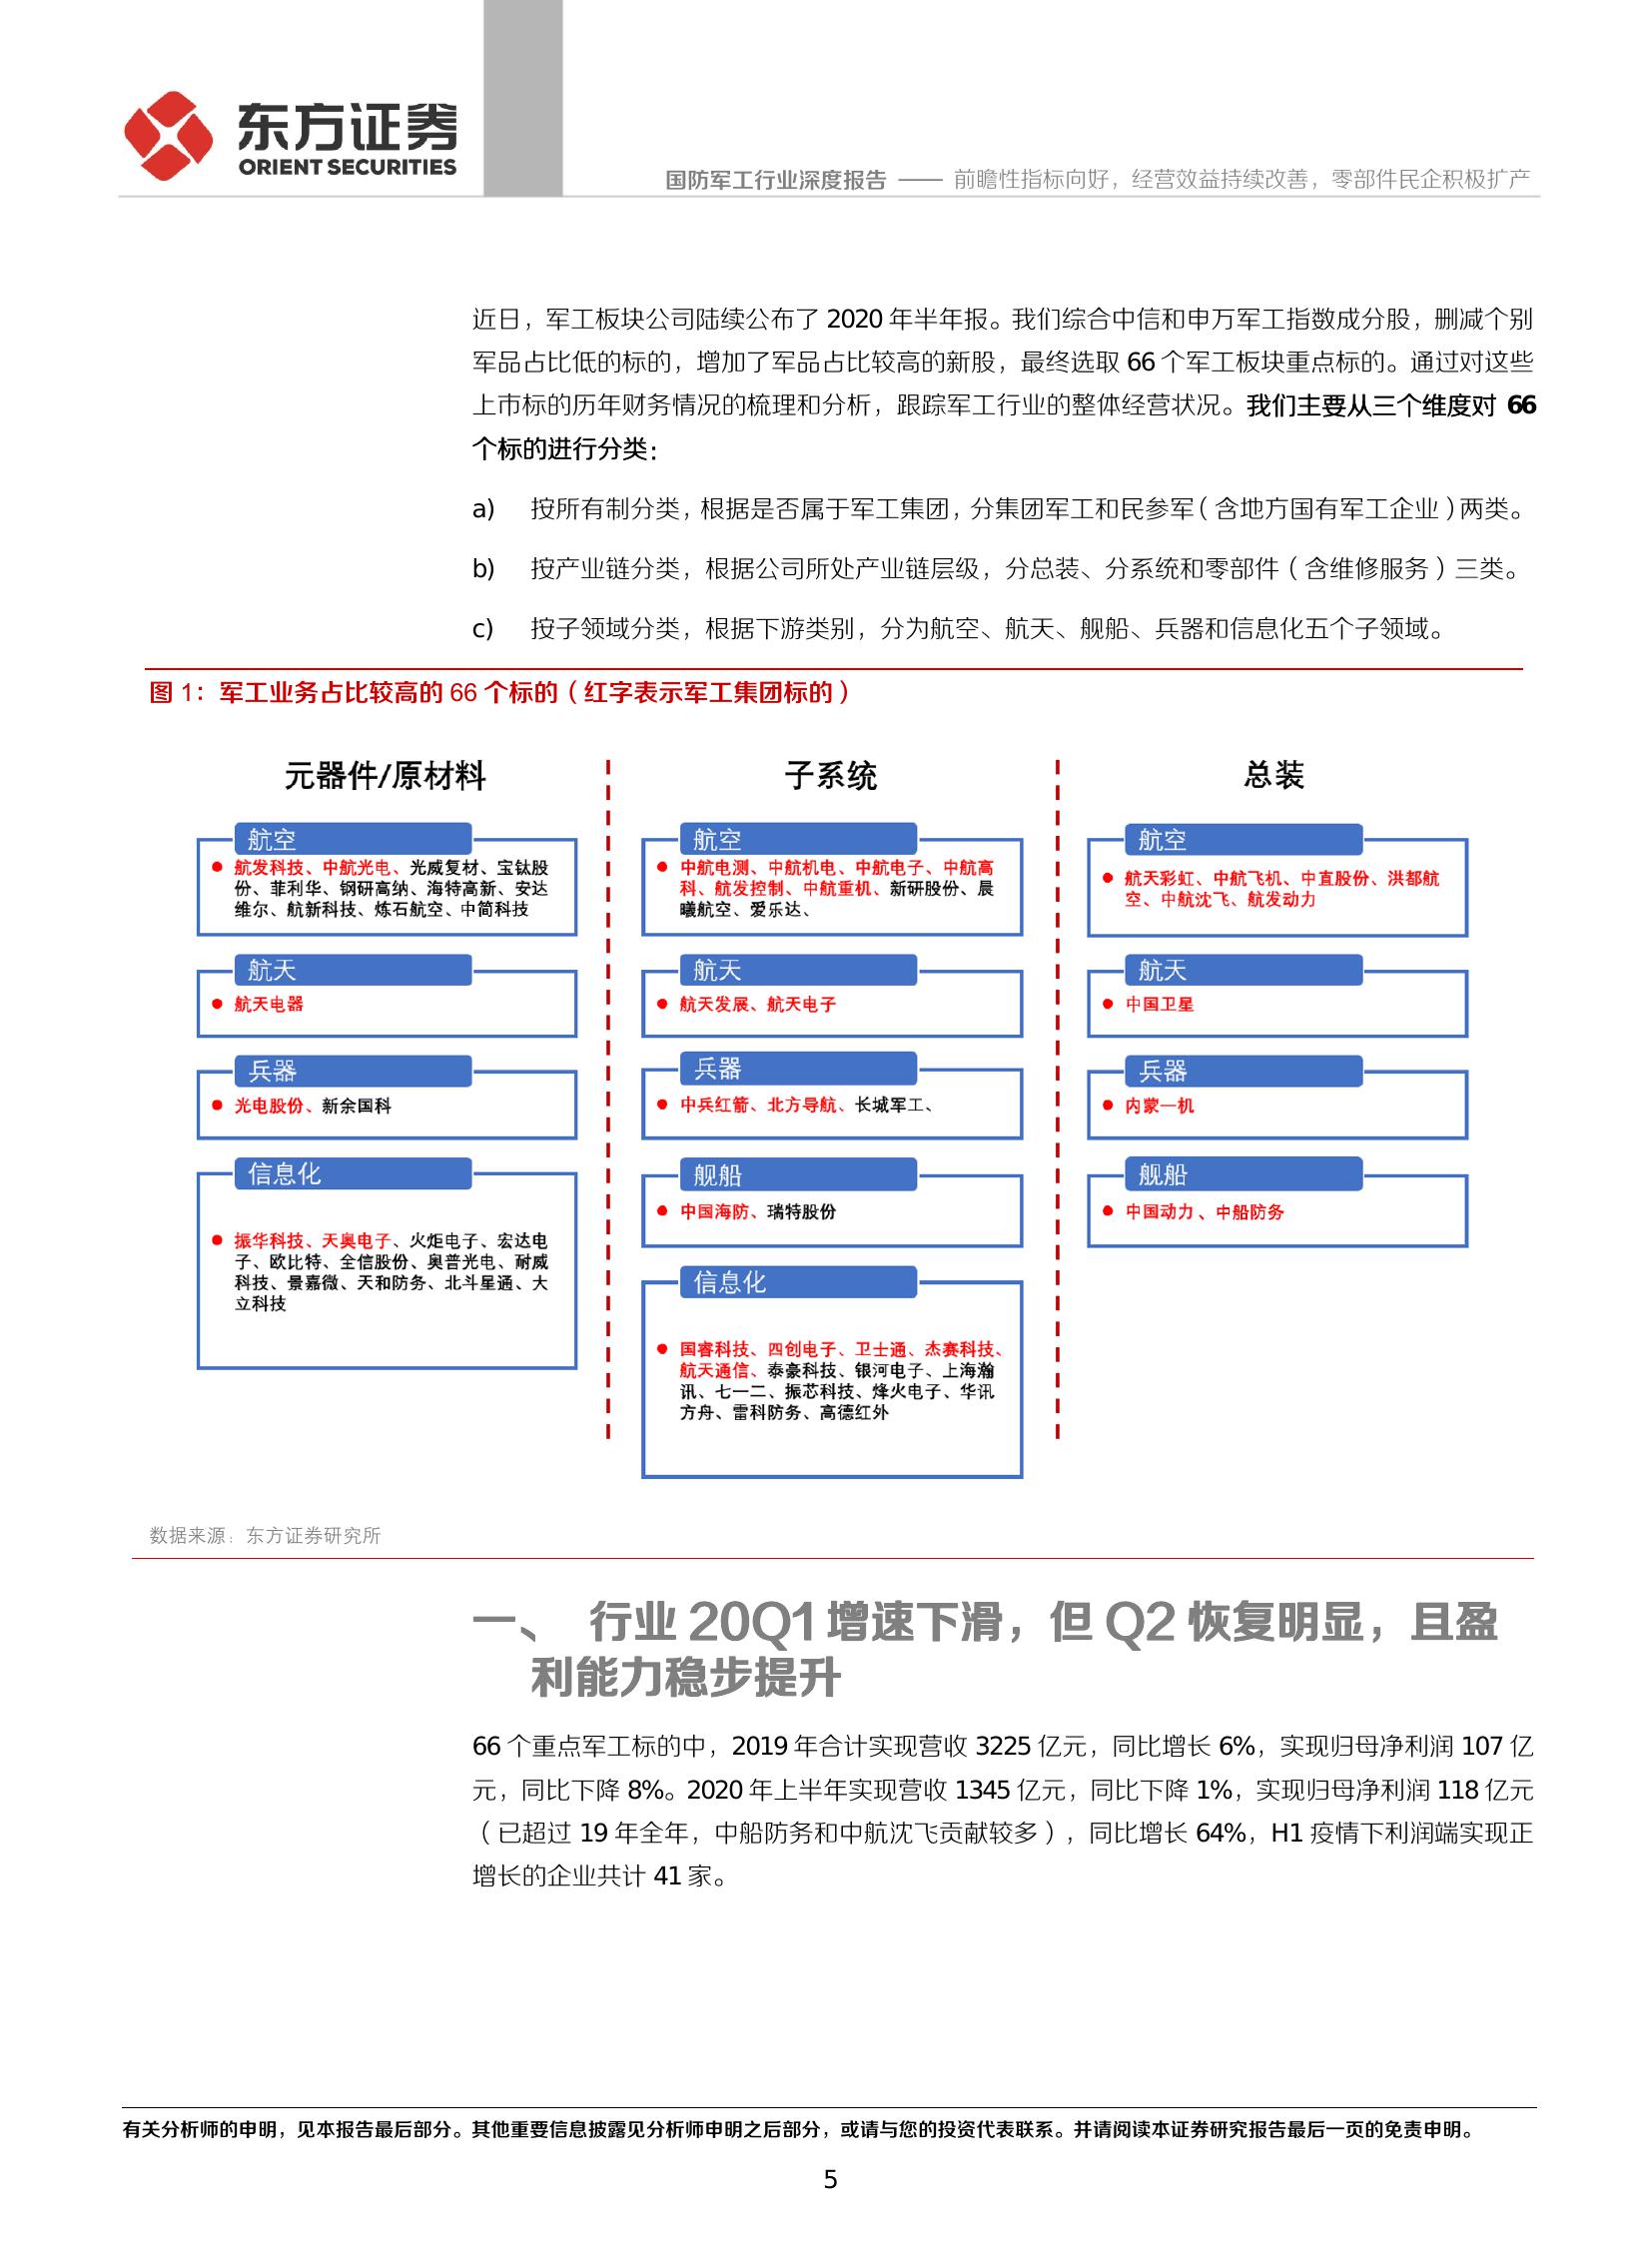 东方证券
ORIENT SECURITIES
国防军工行业深度报告 —— 前瞻性指标向好，经营效益持续改善，零部件民企积极扩产
近日，军工板块公司陆续公布了 2020 年半年报。我们综合中信和申万军工指数成分股，删减个别
军品占比低的标的，增加了军品占比较高的新股，最终选取 66 个军工板块重点标的。通过对这些
上市标的历年财务情况的梳理和分析，跟踪军工行业的整体经营状况。我们主要从三个维度对 66
个标的进行分类：
a) 按所有制分类，根据是否属于军工集团，分集团军工和民参军（含地方国有军工企业）两类。
b) 按产业链分类，根据公司所处产业链层级，分总装、分系统和零部件（含维修服务）三类。
c) 按子领域分类，根据下游类别，分为航空、航天、舰船、兵器和信息化五个子领域。
图 1：军工业务占比较高的 66 个标的（红字表示军工集团标的）
元器件/原材料
航空
航发科技、中航光电、光威复材、宝钛股
份、菲利华、钢研高纳、海特高新、安达
维尔、航新科技、炼石航空、中简科技
航天
航天电器
兵器
光电股份、新余国科
信息化
振华科技、天奥电子、火炬电子、宏达电
子、欧比特、全信股份、奥普光电、耐威
科技、景嘉微、天和防务、北斗星通、大
立科技
子系统
航空
中航电测、中航机电、中航电子、中航高
科、航发控制、中航重机、新研股份、晨
曦航空、爱乐达、
航天
航天发展、航天电子
兵器
中兵红箭、北方导航、长城军工、
舰船
中国海防、瑞特股份
信息化
国睿科技、四创电子、卫士通、杰赛科技、
航天通信、泰豪科技、银河电子、上海瀚
讯、七一二、振芯科技、烽火电子、华讯
方舟、雷科防务、高德红外
总装
航空
航天彩虹、中航飞机、中直股份、洪都航
空、中航沈飞、航发动力
航天
中国卫星
兵器
内蒙一机
舰船
中国动力、中船防务
数据来源：东方证券研究所
一、 行业 20Q1 增速下滑，但 Q2 恢复明显，且盈
利能力稳步提升
66 个重点军工标的中，2019 年合计实现营收 3225 亿元，同比增长 6%，实现归母净利润 107 亿
元，同比下降 8%。2020 年上半年实现营收 1345 亿元，同比下降 1%，实现归母净利润 118 亿元
（已超过 19 年全年，中船防务和中航沈飞贡献较多），同比增长 64%，H1 疫情下利润端实现正
增长的企业共计 41 家。
有关分析师的申明，见本报告最后部分。其他重要信息披露见分析师申明之后部分，或请与您的投资代表联系。并请阅读本证券研究报告最后一页的免责申明。
5